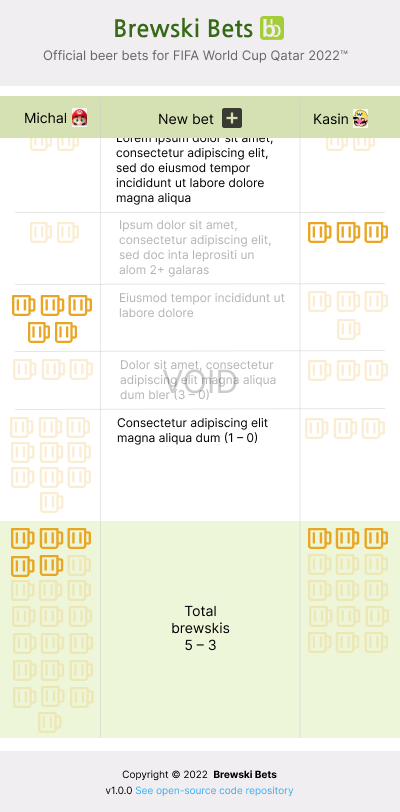 Brewski Bets bb
Official beer bets for FIFA World Cup Qatar 2022™
Michal New bet + Kasin
Lorem ipsum dolor sit amet,
consectetur adipiscing elit,
sed do eiusmod tempor
incididunt ut labore dolore
magna aliqua
Ipsum dolor sit amet,
consectetur adipiscing elit,
sed doc inta leprositi un
alom 2+ galaras
Eiusmod tempor incididunt ut
labore dolore
Dolor sit amet, consectetur
adipiscing elit magna aliqua
dum bler (3 – 0)
VOID
Consectetur adipiscing elit
magna aliqua dum (1 – 0)
Total
brewskis
5 – 3
Copyright © 2022 Brewski Bets
v1.0.0 See open-source code repository